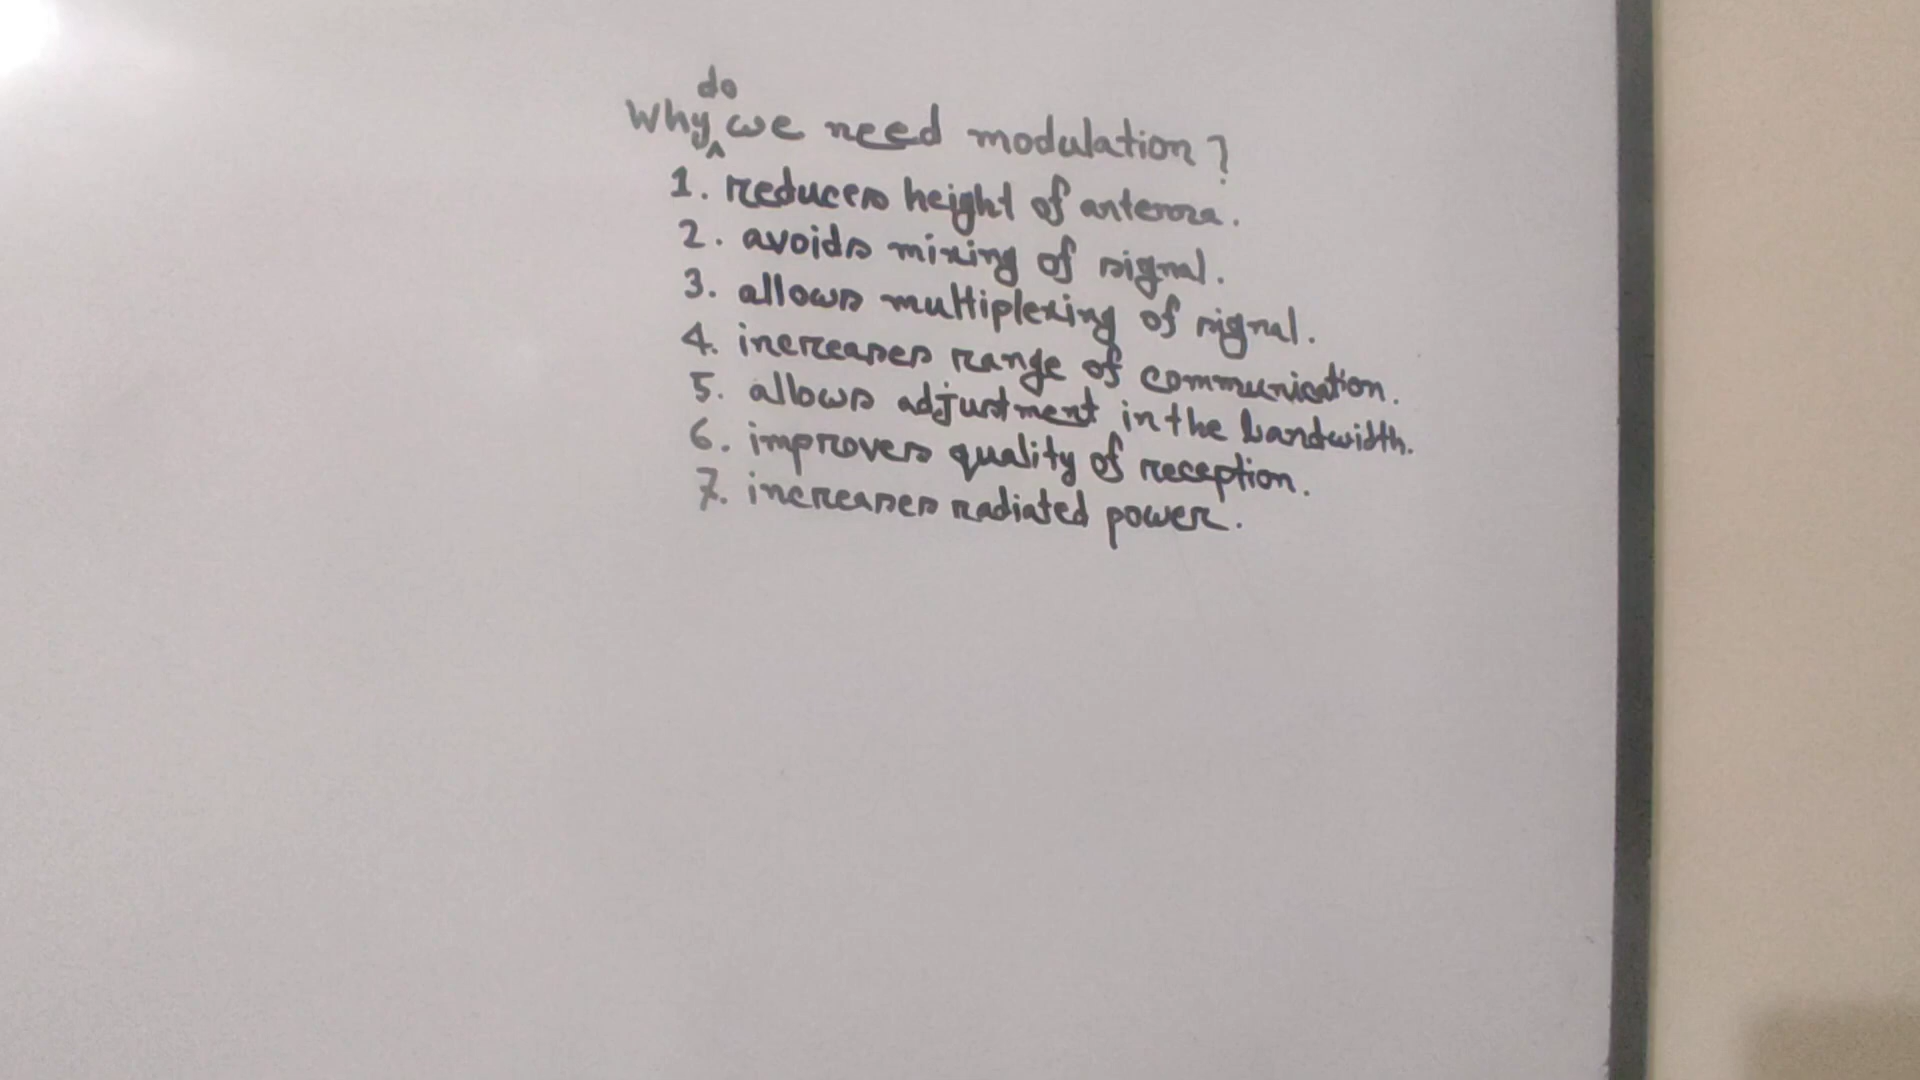 Why do we need modulation?
1. reduces height of antenna.
2. avoids mixing of signal.
3. allows multiplexing of signal.
4. increases range of communication.
5. allows adjustment in the bandwidth.
6. improves quality of reception.
7. increases radiated power.